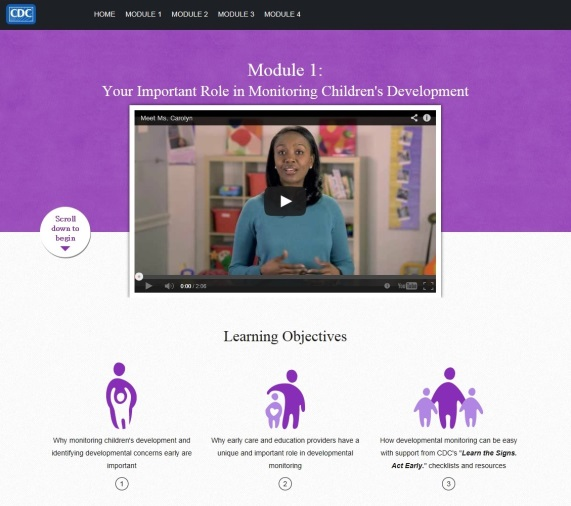 CDC
HOME MODULE 1 MODULE 2 MODULE 3 MODULE 4
Module 1:
Your Important Role in Monitoring Children's Development
Meet Ms. Carolyn
Scroll
down to
begin
0:00 / 2:06
YouTube
Learning Objectives
Why monitoring children's development and
identifying developmental concerns early are
important
1
Why early care and education providers have a
unique and important role in developmental
monitoring
2
How developmental monitoring can be easy
with support from CDC's "Learn the Signs.
Act Early." checklists and resources
3